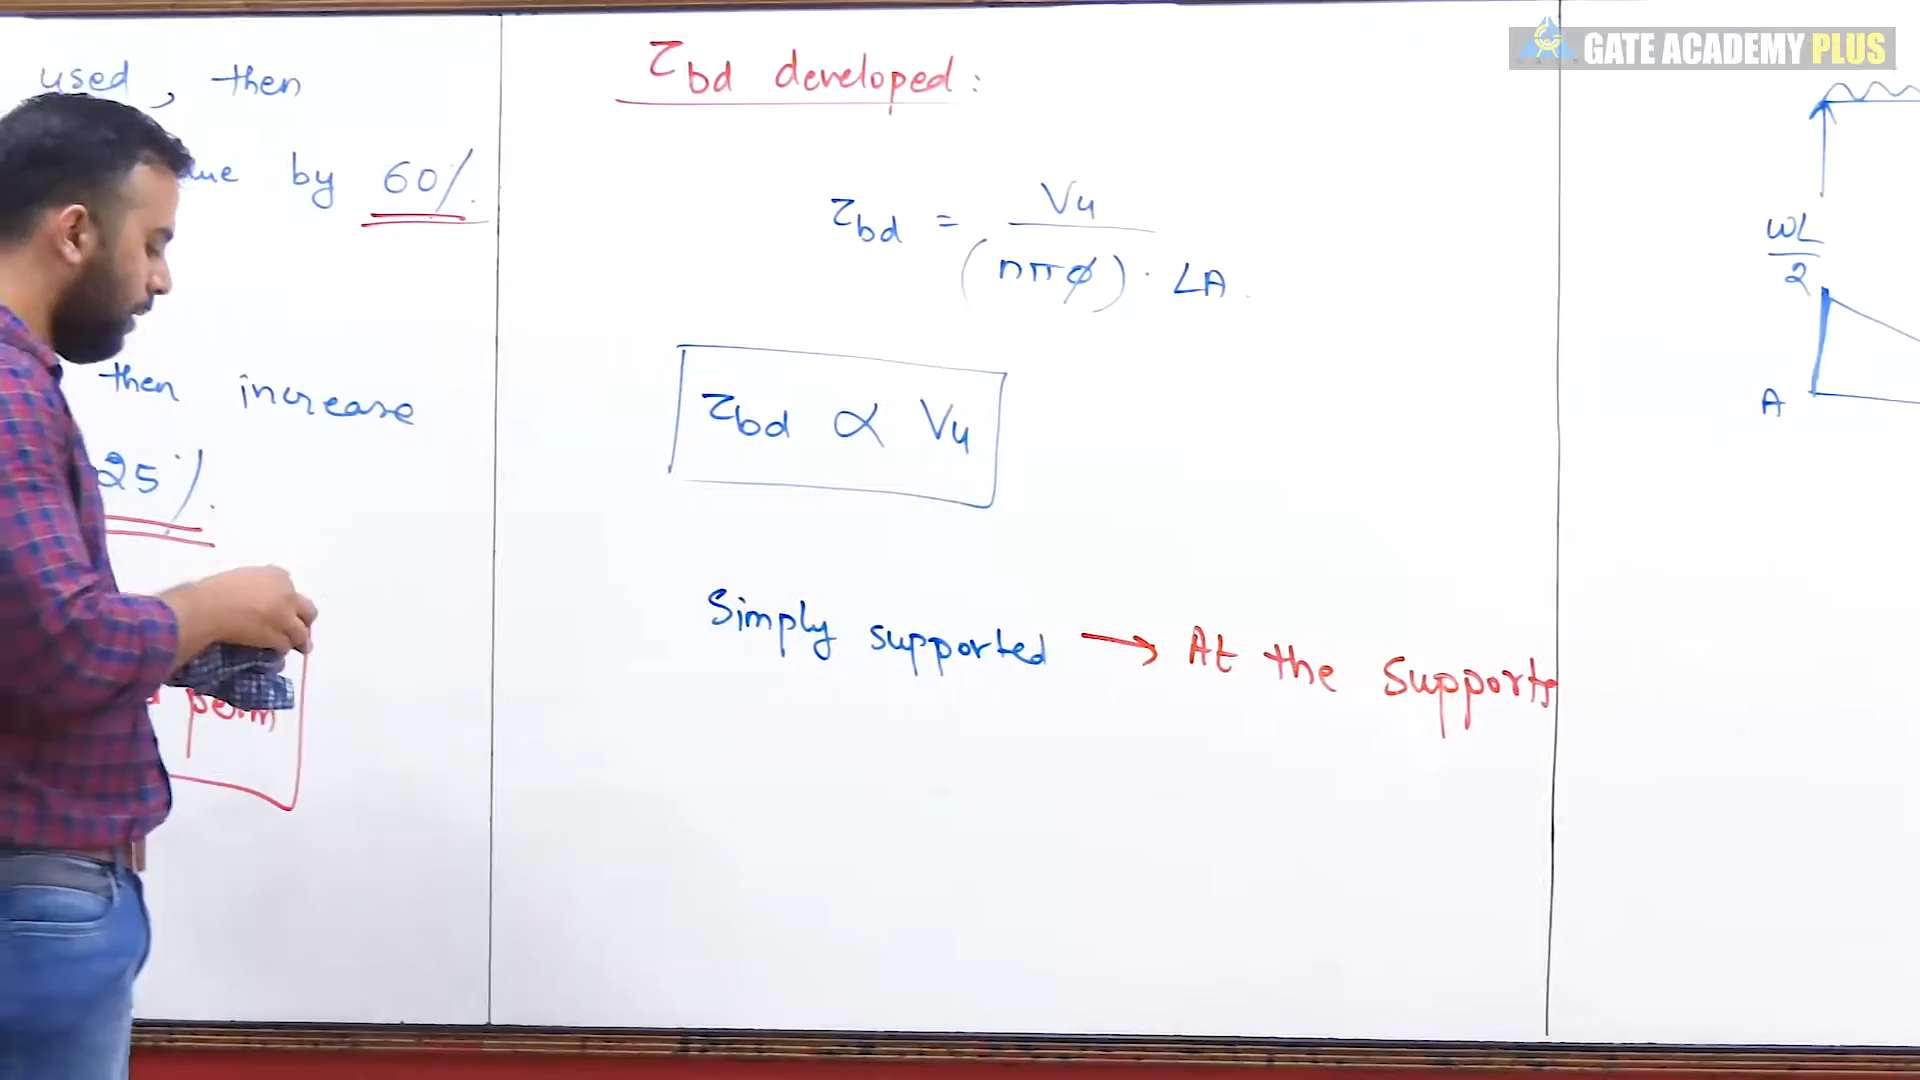 used, then
by 60%.
then increase
25%.
perm
τbd developed:
τbd = Vu / (nπφ) · LA
τbd ∝ Vu
Simply supported → At the supports
GATE ACADEMY PLUS
wL/2
A